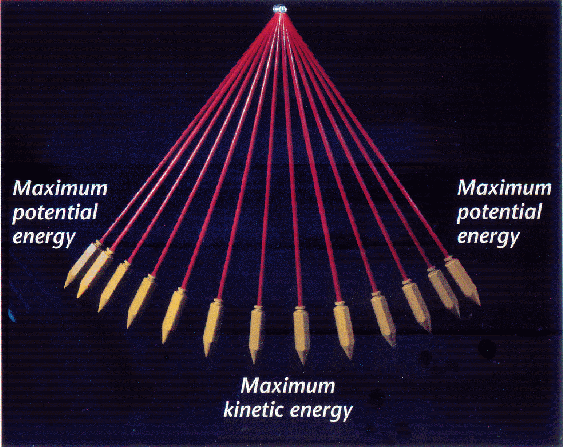 Maximum
potential
energy
Maximum
potential
energy
Maximum
kinetic energy